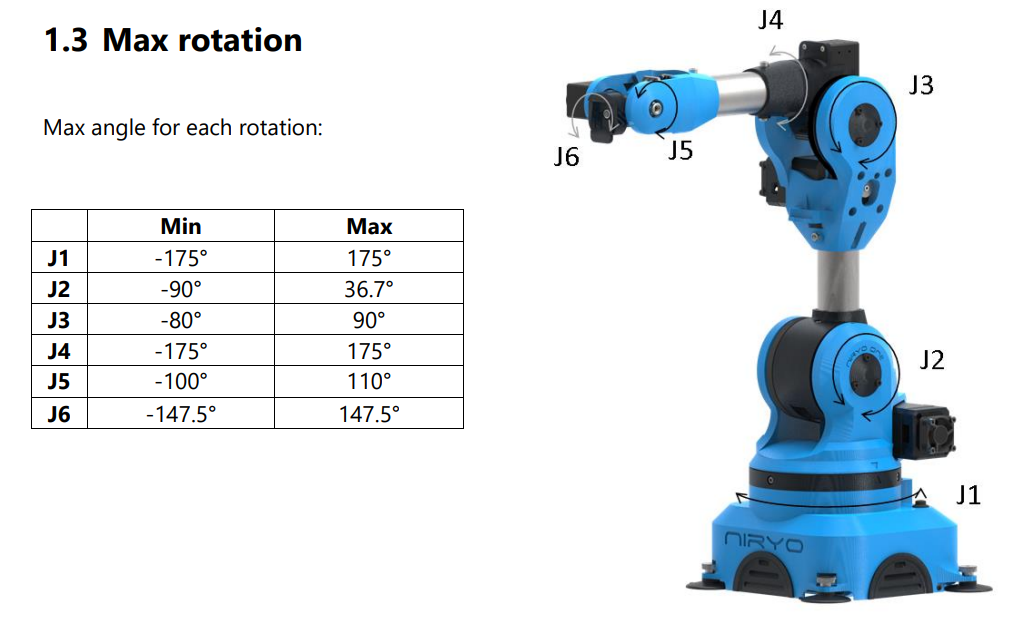 1.3 Max rotation
Max angle for each rotation:
Min Max
J1 -175° 175°
J2 -90° 36.7°
J3 -80° 90°
J4 -175° 175°
J5 -100° 110°
J6 -147.5° 147.5°
J4
J3
J6
J5
NIRYO ONE
J2
J1
NIRYO